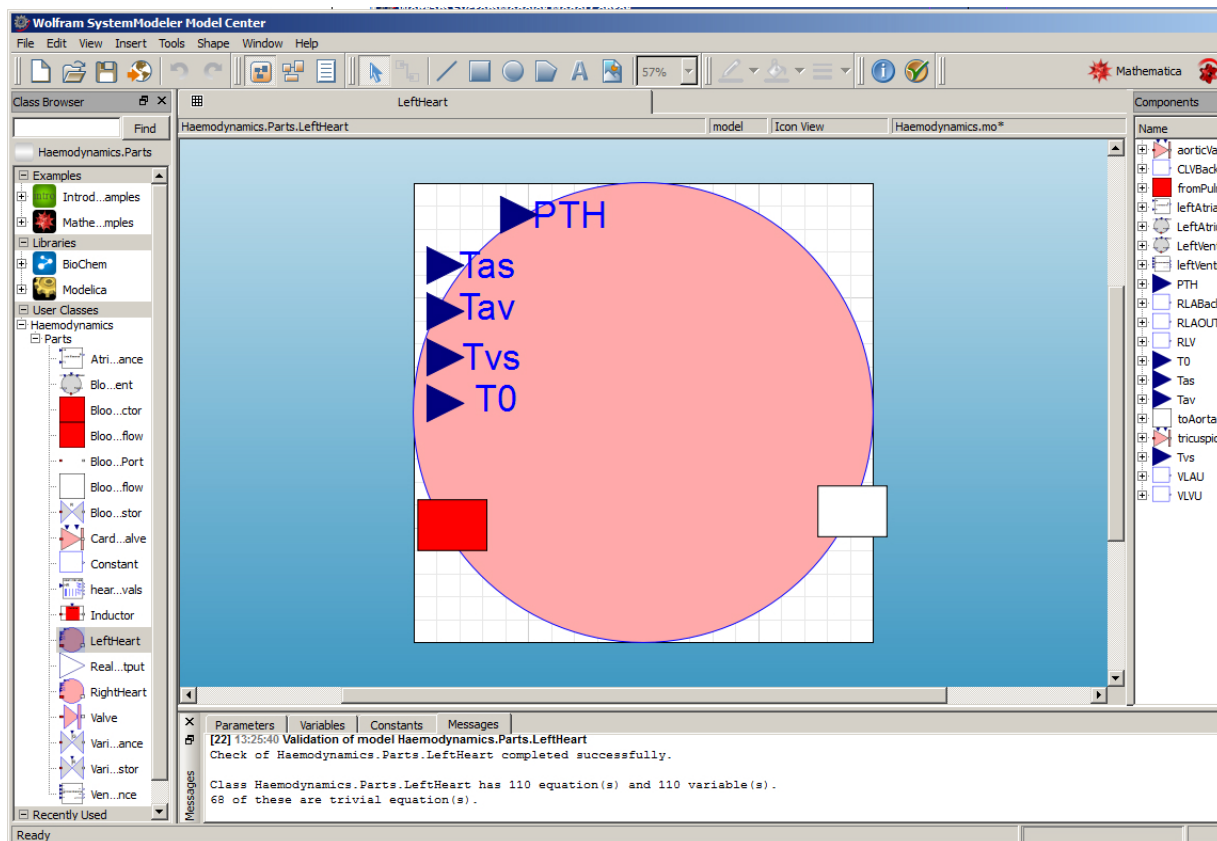 Wolfram SystemModeler Model Center
File Edit View Insert Tools Shape Window Help
57%
Mathematica
Class Browser
LeftHeart
Components
Find
Haemodynamics.Parts.LeftHeart model Icon View Haemodynamics.mo*
Name
Haemodynamics.Parts
Examples
Introd...amples
Mathe...mples
Libraries
BioChem
Modelica
User Classes
Haemodynamics
Parts
Atri...ance
Blo...ent
Bloo...ctor
Bloo...flow
Bloo...Port
Bloo...flow
Bloo...stor
Card...alve
Constant
hear...vals
Inductor
LeftHeart
Real...tput
RightHeart
Valve
Vari...ance
Vari...stor
Ven...nce
Recently Used
PTH
Tas
Tav
Tvs
T0
aorticVa
CLVBack
fromPulm
leftAtria
LeftAtri
LeftVent
leftVent
PTH
RLABack
RLAOUT
RLV
T0
Tas
Tav
toAorta
tricuspid
Tvs
VLAU
VLVU
Parameters Variables Constants Messages
Messages
[22] 13:25:40 Validation of model Haemodynamics.Parts.LeftHeart
Check of Haemodynamics.Parts.LeftHeart completed successfully.
Class Haemodynamics.Parts.LeftHeart has 110 equation(s) and 110 variable(s).
68 of these are trivial equation(s).
Ready